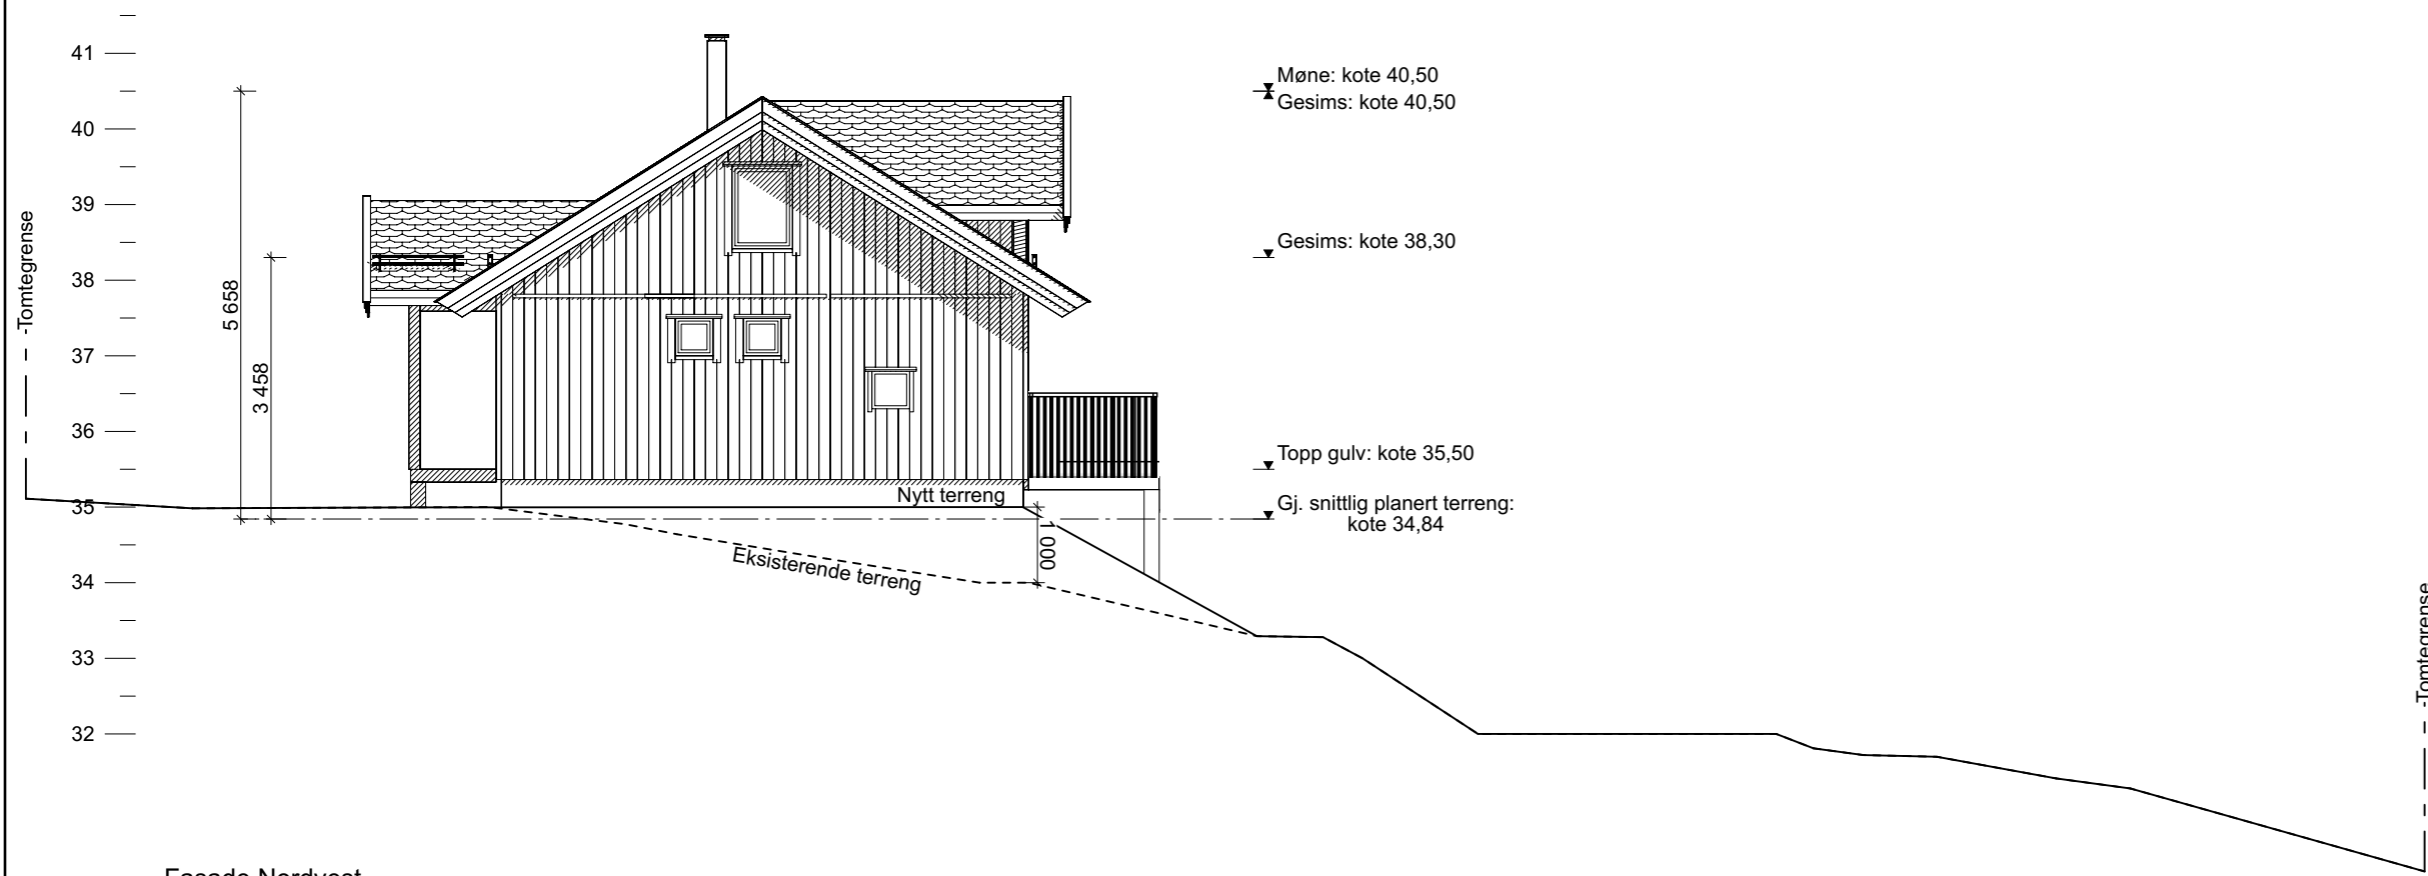 41
40
39
38
37
36
35
34
33
32
-Tomtegrense
5 658
3 458
Møne: kote 40,50
Gesims: kote 40,50
Gesims: kote 38,30
Topp gulv: kote 35,50
Gj. snittlig planert terreng:
kote 34,84
Nytt terreng
1 000
Eksisterende terreng
-Tomtegrense
Fasade Nordvest